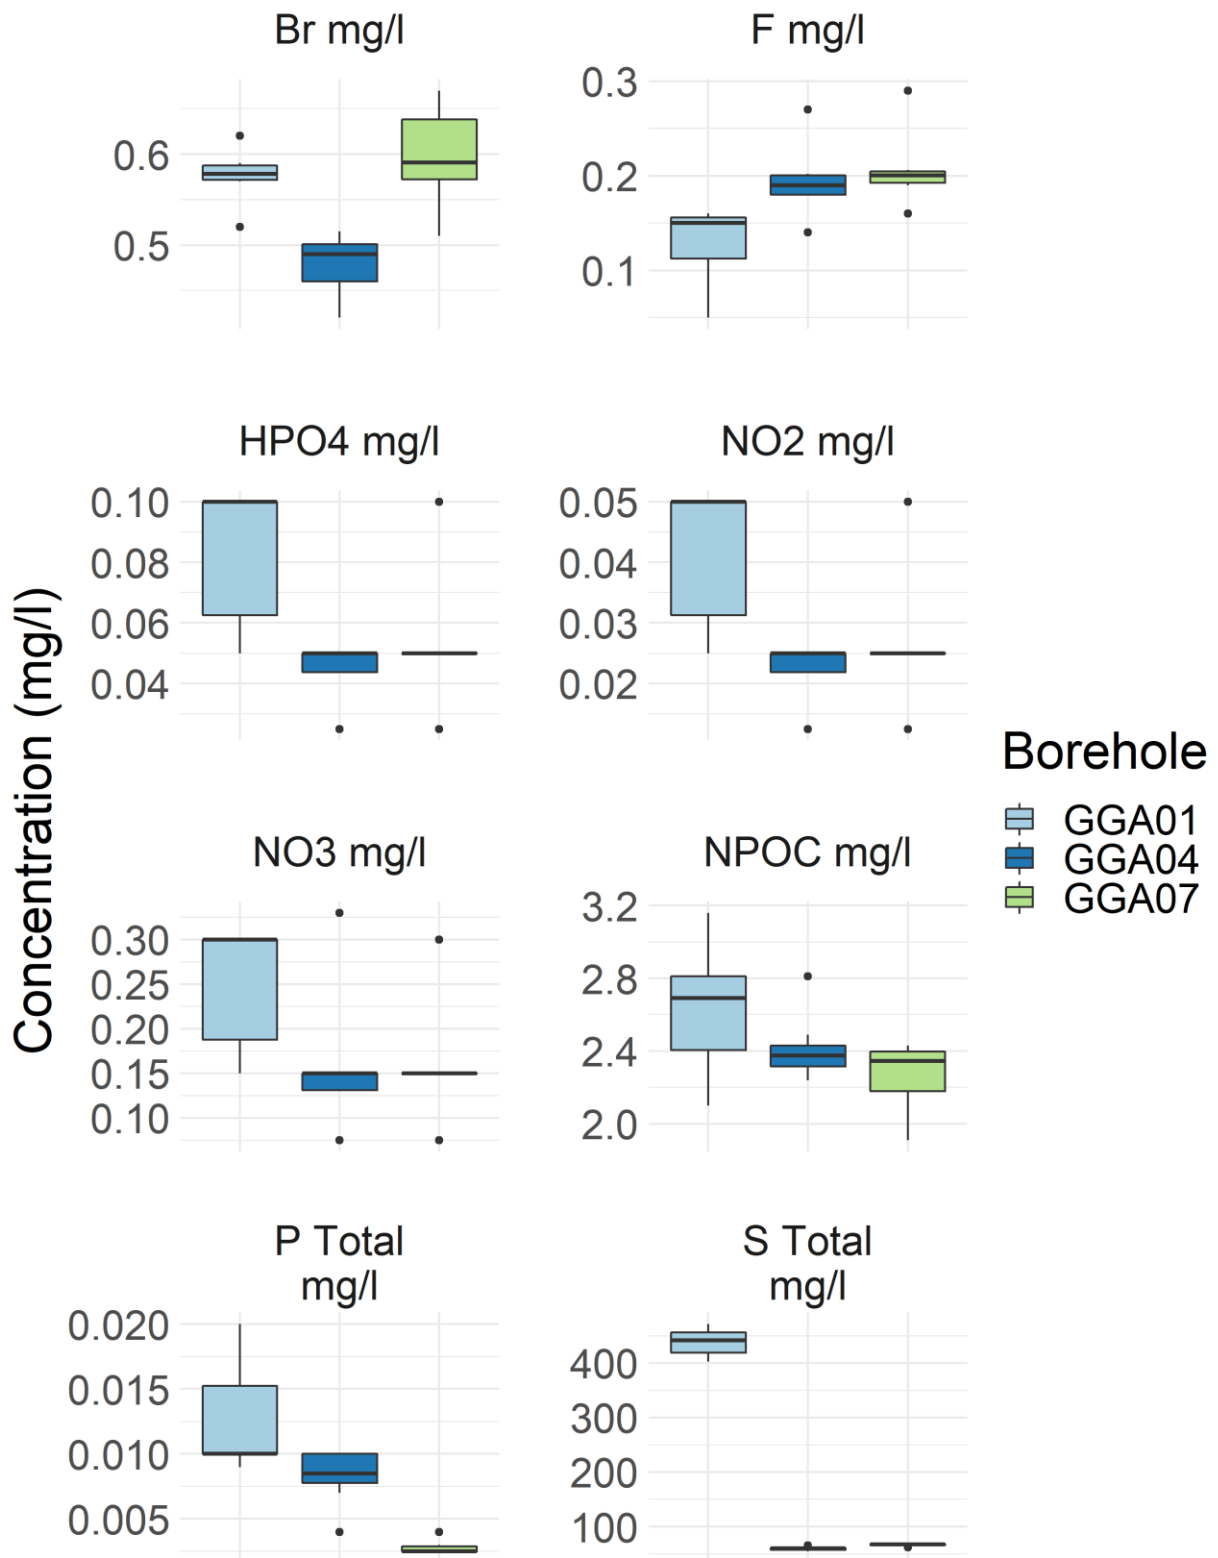 Br mg/l
F mg/l
0.6
0.5
0.3
0.2
0.1
HPO4 mg/l
NO2 mg/l
0.10
0.08
0.06
0.04
0.05
0.04
0.03
0.02
NO3 mg/l
NPOC mg/l
0.30
0.25
0.20
0.15
0.10
3.2
2.8
2.4
2.0
P Total
mg/l
S Total
mg/l
0.020
0.015
0.010
0.005
400
300
200
100
Concentration (mg/l)
Borehole
GGA01
GGA04
GGA07